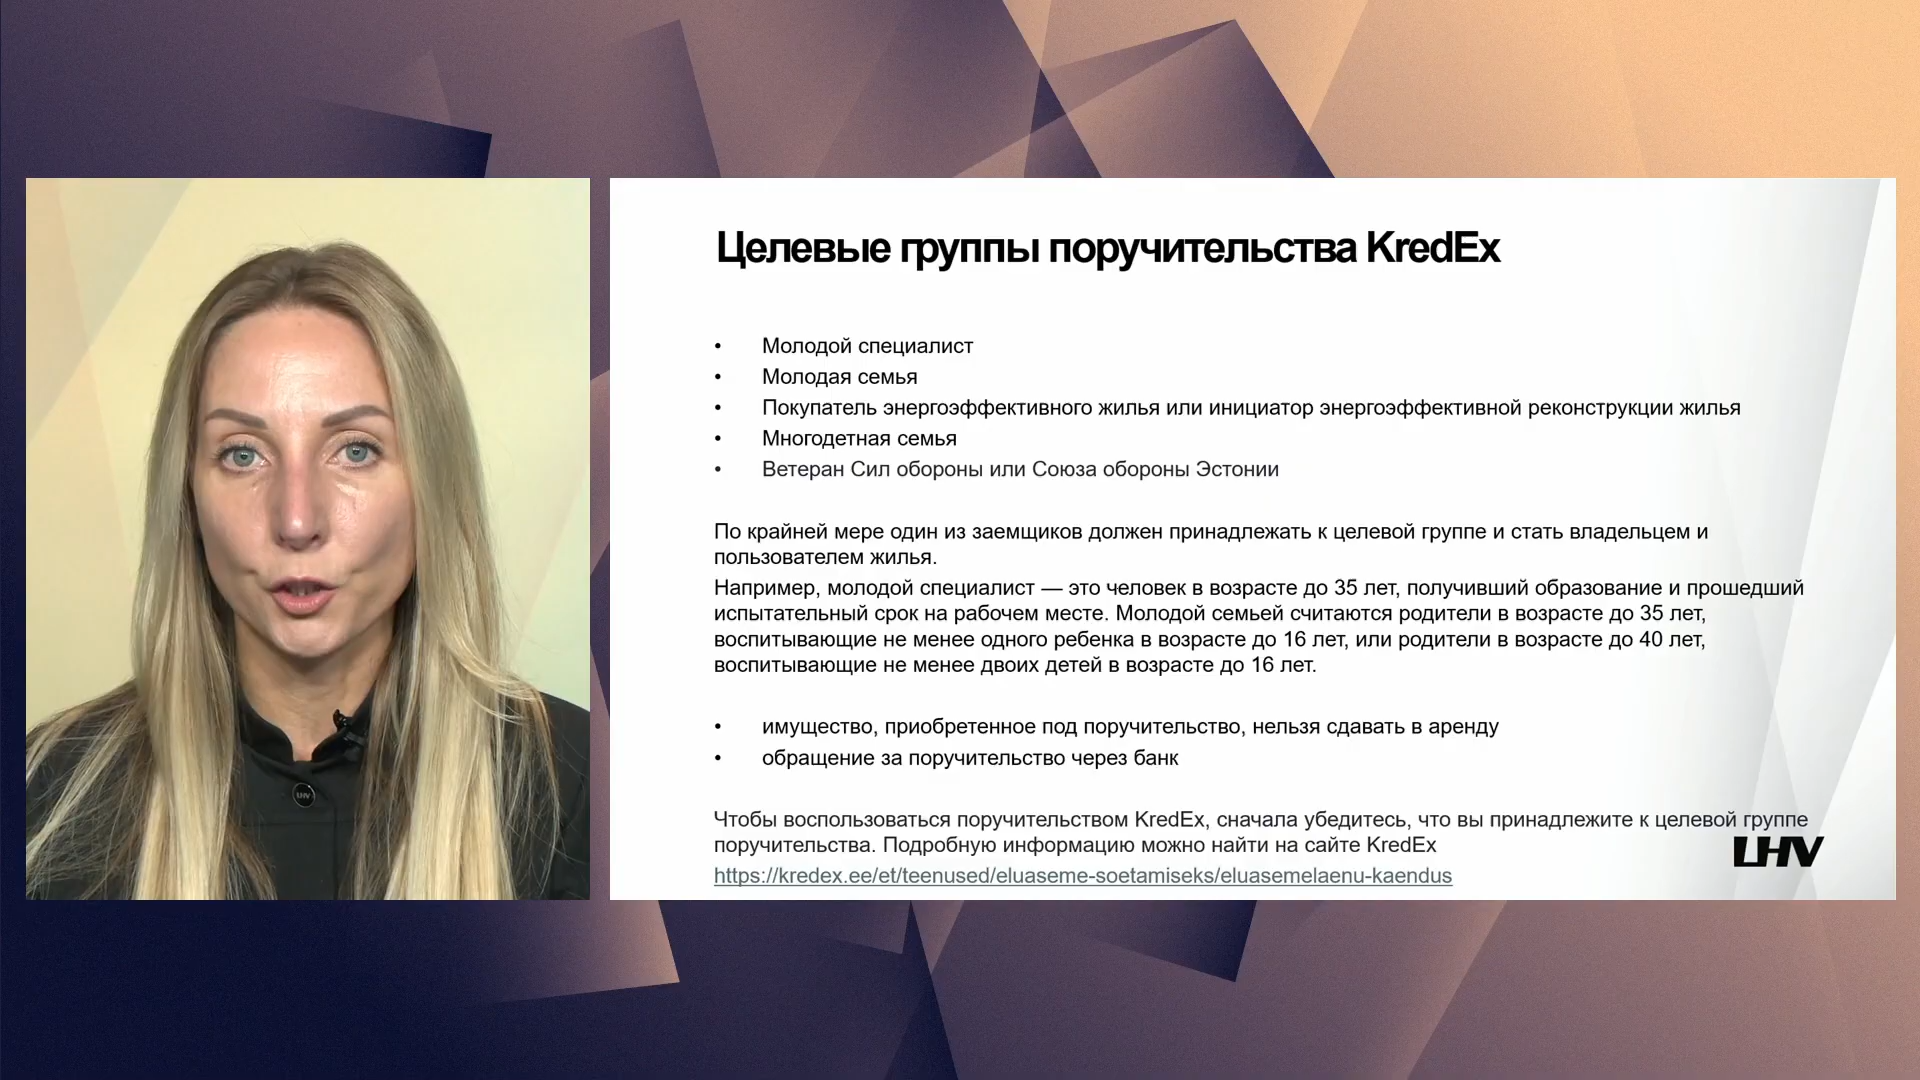 Целевые группы поручительства KredEx
• Молодой специалист
• Молодая семья
• Покупатель энергоэффективного жилья или инициатор энергоэффективной реконструкции жилья
• Многодетная семья
• Ветеран Сил обороны или Союза обороны Эстонии
По крайней мере один из заемщиков должен принадлежать к целевой группе и стать владельцем и
пользователем жилья.
Например, молодой специалист — это человек в возрасте до 35 лет, получивший образование и прошедший
испытательный срок на рабочем месте. Молодой семьей считаются родители в возрасте до 35 лет,
воспитывающие не менее одного ребенка в возрасте до 16 лет, или родители в возрасте до 40 лет,
воспитывающие не менее двоих детей в возрасте до 16 лет.
• имущество, приобретенное под поручительство, нельзя сдавать в аренду
• обращение за поручительство через банк
Чтобы воспользоваться поручительством KredEx, сначала убедитесь, что вы принадлежите к целевой группе
поручительства. Подробную информацию можно найти на сайте KredEx
LHV
https://kredex.ee/et/teenused/eluaseme-soetamiseks/eluasemelaenu-kaendus
LHV